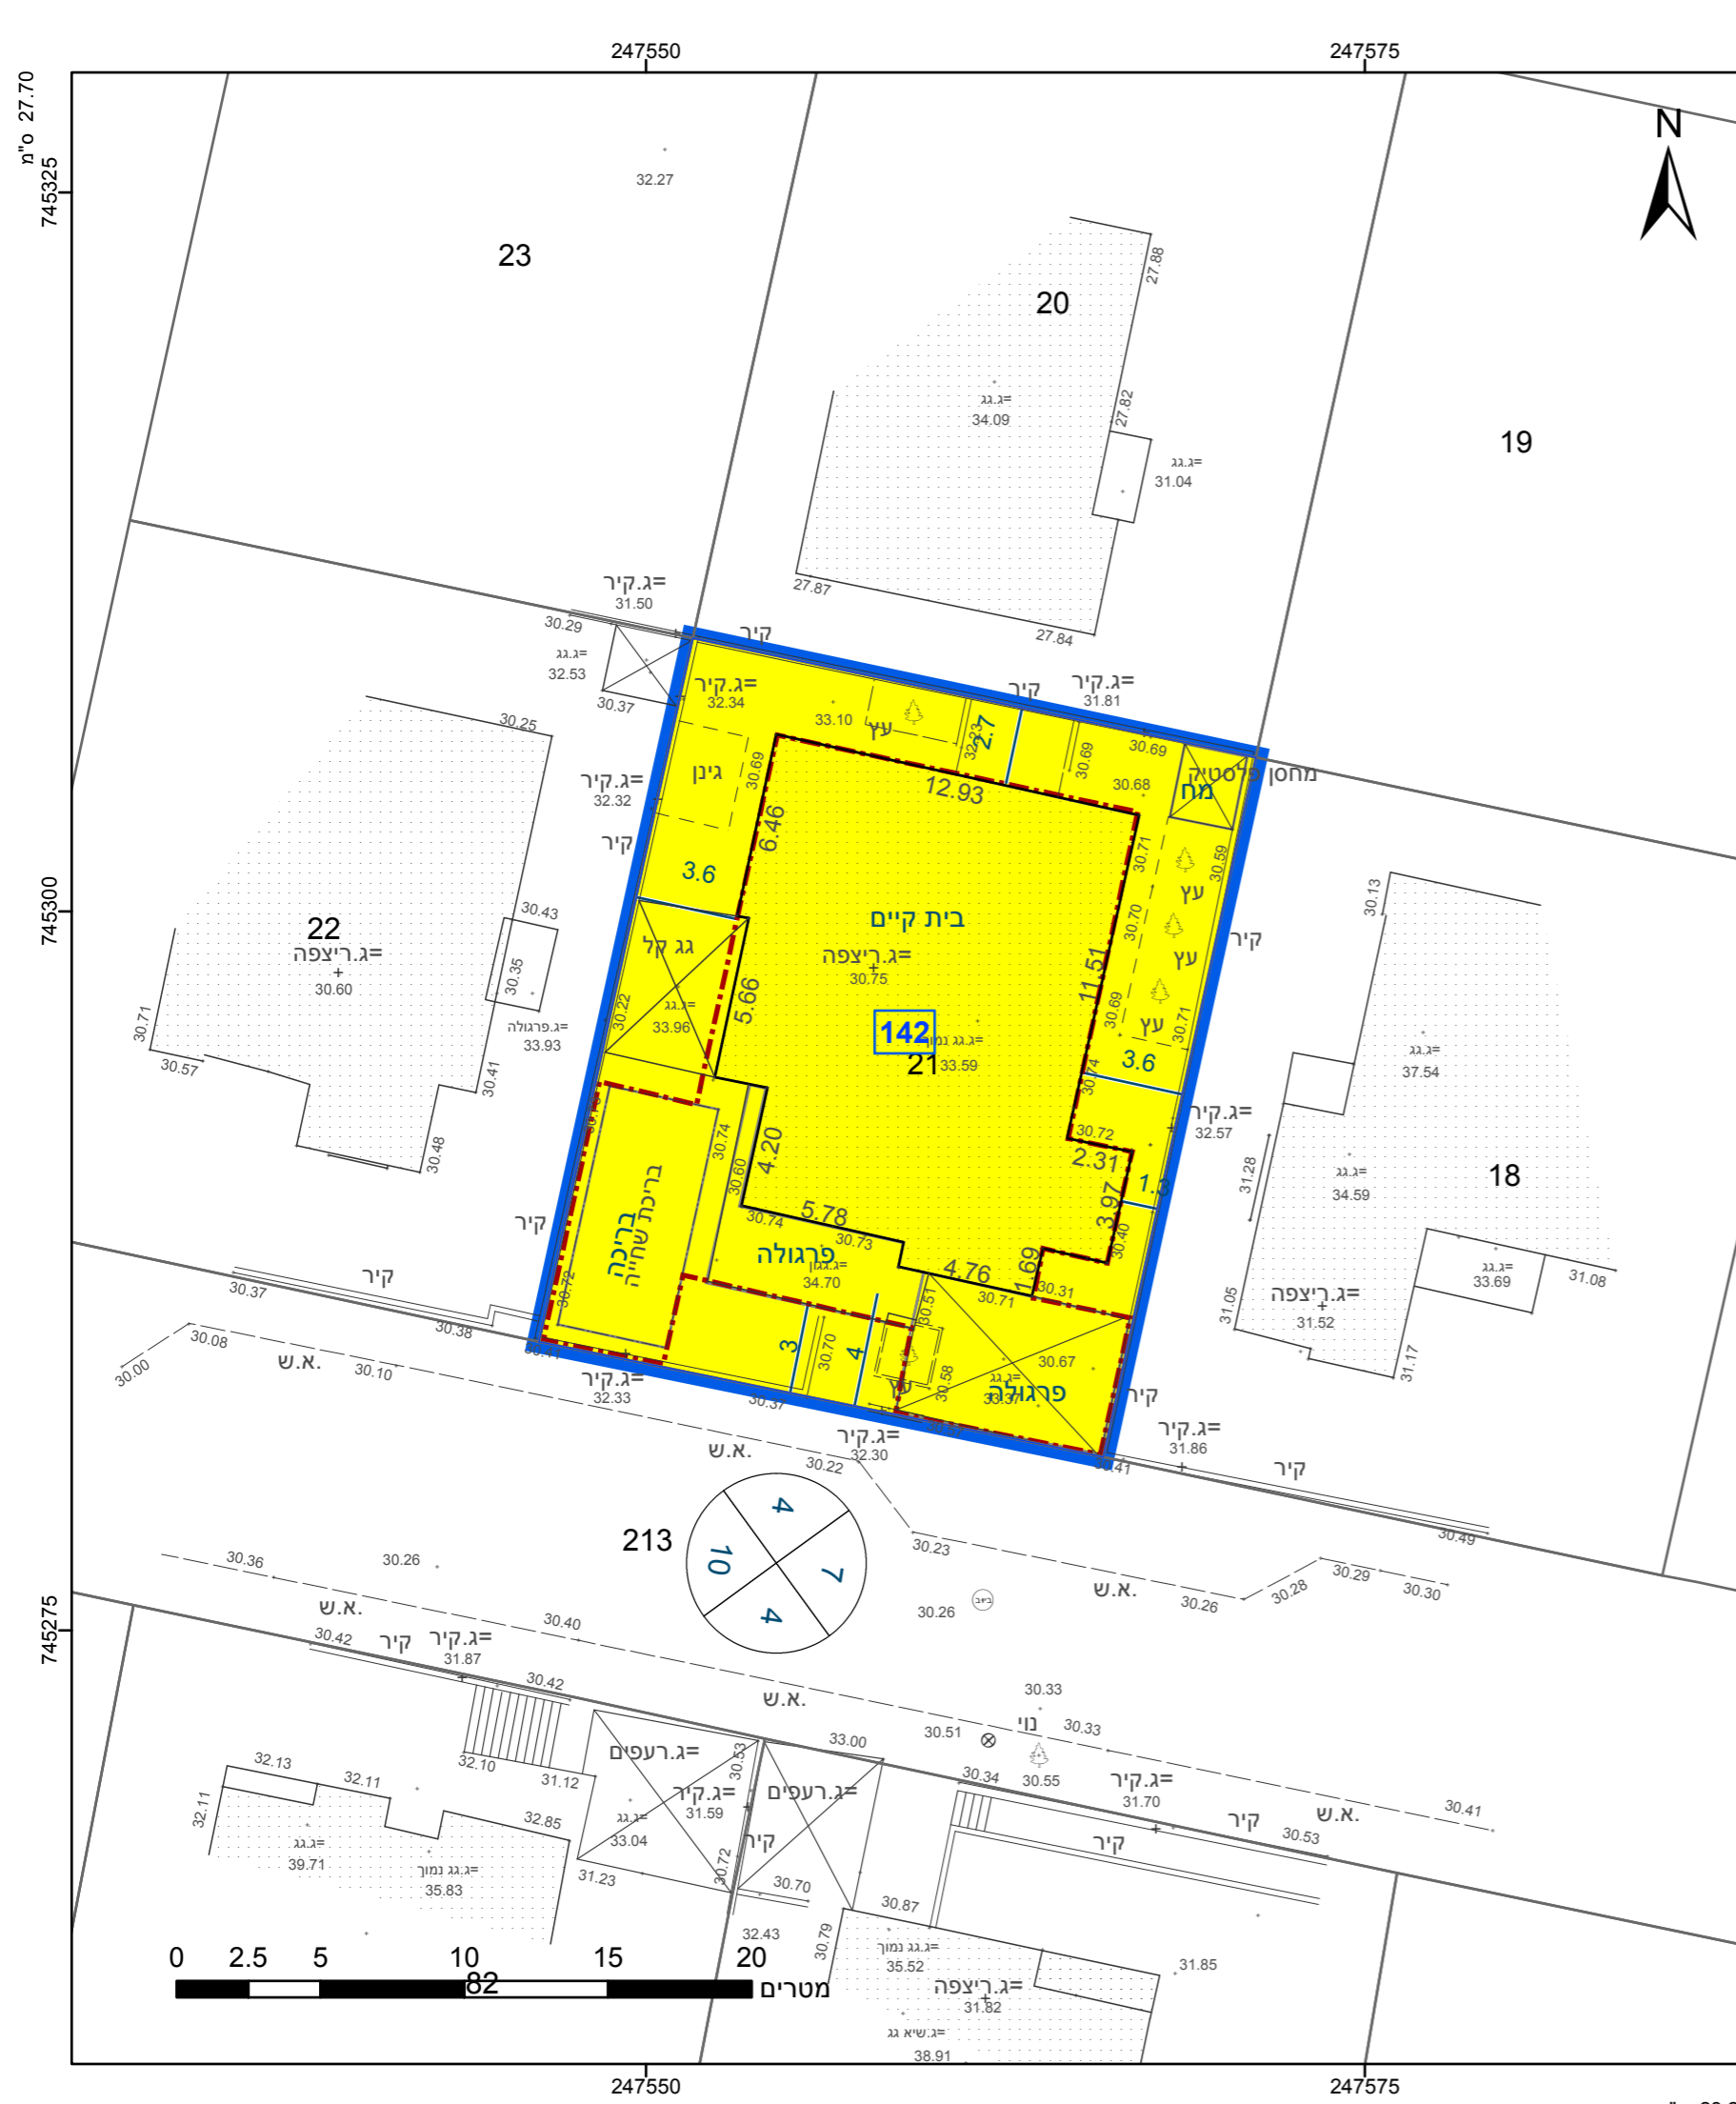 247550
247575
מ"ס 27.70
745325
N
32.27
23
20
27.88
27.82
ג.גג=
34.09
ג.גג=
31.04
19
27.87
27.84
ג.קיר=
31.50
30.29
קיר
ג.גג=
32.53
30.37
ג.קיר=
32.34
33.10
עץ
קיר
ג.קיר=
31.81
32.23
2.7
30.69
30.69
30.68
מחסן פלסטיק
מח
30.25
גינן
30.69
ג.קיר=
32.32
קיר
6.46
12.93
30.71
30.59
עץ
3.6
745300
22
ג.ריצפה=
30.60
30.43
30.35
30.71
30.57
30.41
30.48
ג.פרגולה=
33.93
גג קל
30.22
ג.גג=
33.96
5.66
בית קיים
ג.ריצפה=
30.75
142
ג.גג נמוך=
33.59
21
11.51
30.70
30.69
עץ
עץ
30.71
קיר
30.13
3.6
30.74
ג.קיר=
32.57
30.72
2.31
3.97
30.40
ג.גג=
37.54
31.28
ג.גג=
34.59
18
31.05
ג.ריצפה=
31.52
ג.גג=
33.69
31.08
31.17
קיר
בריכה
בריכת שחייה
30.72
30.74
30.60
4.20
30.74
5.78
30.73
פרגולה
ג.גגון=
34.70
4.76
1.69
30.71
30.31
30.51
קיר
30.37
30.38
3
30.70
4
עץ
30.58
30.67
ג.גג=
33.37
פרגולה
קיר
30.00
30.08
א.ש.
30.10
ג.קיר=
32.33
30.37
ג.קיר=
32.30
30.41
ג.קיר=
31.86
קיר
30.49
א.ש.
30.22
213
4
10
7
4
30.23
30.36
30.26
30.26
ביוב
א.ש.
30.26
30.28
30.29
30.30
745275
א.ש.
30.40
30.42
קיר
ג.קיר=
31.87
30.42
א.ש.
30.33
30.51
נוי
30.33
33.00
30.55
30.34
ג.קיר=
31.70
קיר
קיר
30.53
א.ש.
30.41
32.13
32.11
32.11
32.10
31.12
32.85
ג.גג=
39.71
ג.גג נמוך=
35.83
ג.רעפים=
30.53
ג.קיר=
31.59
ג.גג=
33.04
31.23
קיר
30.72
ג.רעפים=
30.70
32.43
30.87
30.79
ג.גג נמוך=
35.52
ג.ריצפה=
31.82
31.85
ג.שיא גג=
38.91
0 2.5 5 10 15 20
82
מטרים
247550
247575